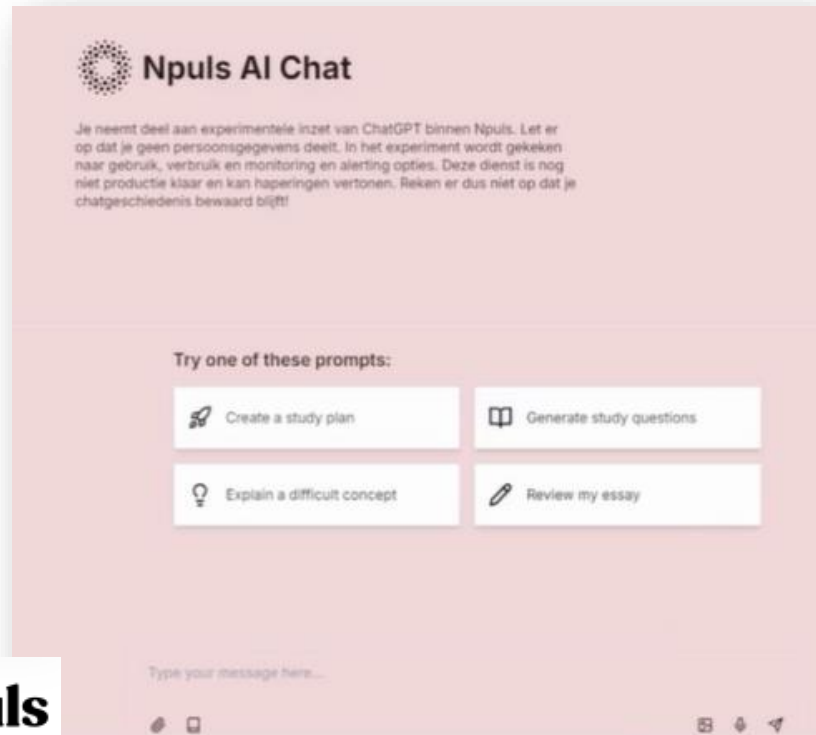 Npuls AI Chat
Je neemt deel aan experimentele inzet van ChatGPT binnen Npuls. Let er
op dat je geen persoonsgegevens deelt. In het experiment wordt gekeken
naar gebruik, verbruik en monitoring en alerting opties. Deze dienst is nog
niet productie klaar en kan haperingen vertonen. Reken er dus niet op dat je
chatgeschiedenis bewaard blijft!
Try one of these prompts:
Create a study plan
Generate study questions
Explain a difficult concept
Review my essay
Type your message here...